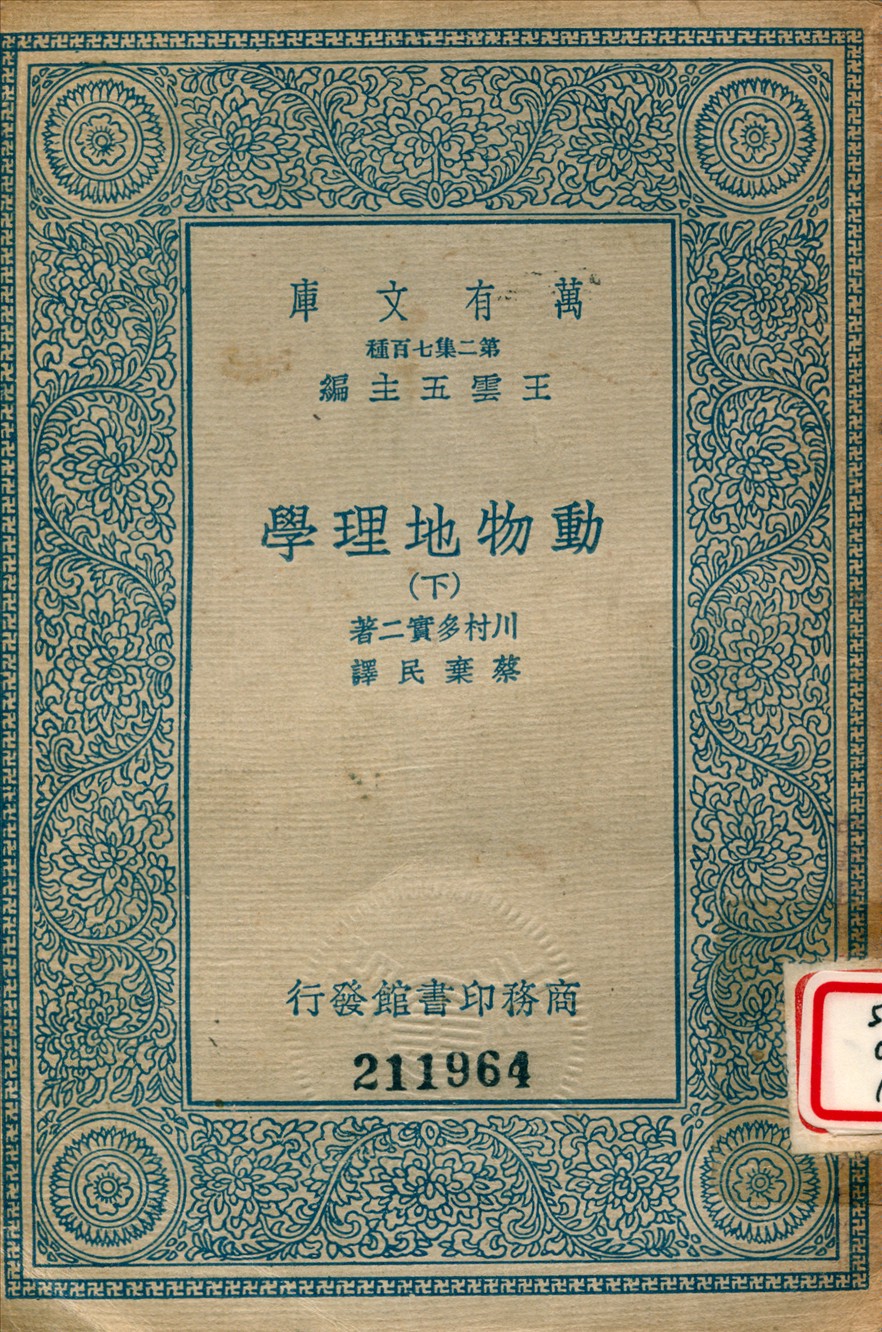 萬有文庫
第二集七百種
王雲五主編
動物地理學
(下)
川村多實二著
蔡棄民譯
商務印書館發行
211964